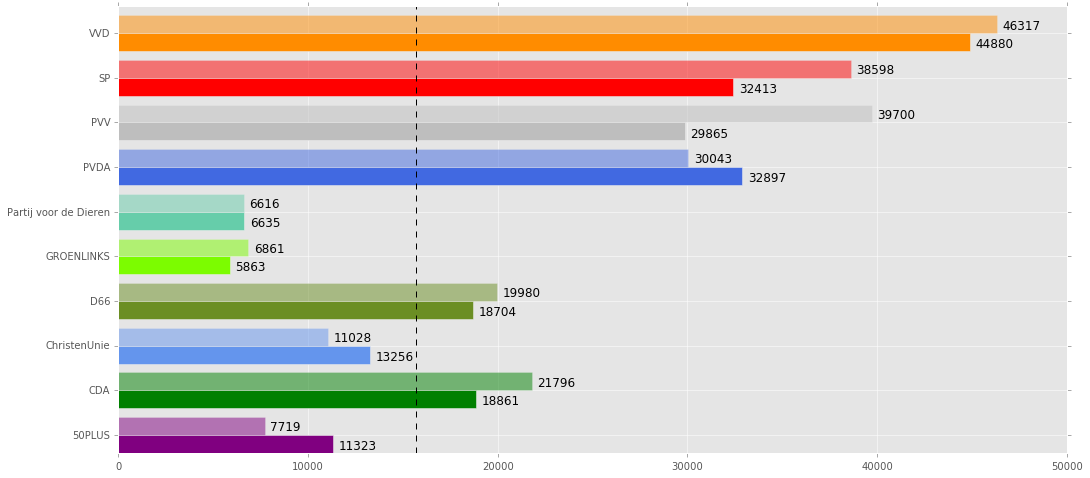 VVD 46317
44880
SP 38598
32413
PVV 39700
29865
PVDA 30043
32897
Partij voor de Dieren 6616
6635
GROENLINKS 6861
5863
D66 19980
18704
ChristenUnie 11028
13256
CDA 21796
18861
50PLUS 7719
11323
0 10000 20000 30000 40000 50000